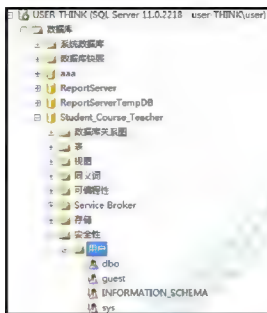 USER-THINK (SQL Server 11.0.2218 - user-THINK\user)
数据库
系统数据库
数据库快照
aaa
ReportServer
ReportServerTempDB
Student_Course_Teacher
数据库关系图
表
视图
同义词
可编程性
Service Broker
存储
安全性
用户
dbo
guest
INFORMATION_SCHEMA
sys